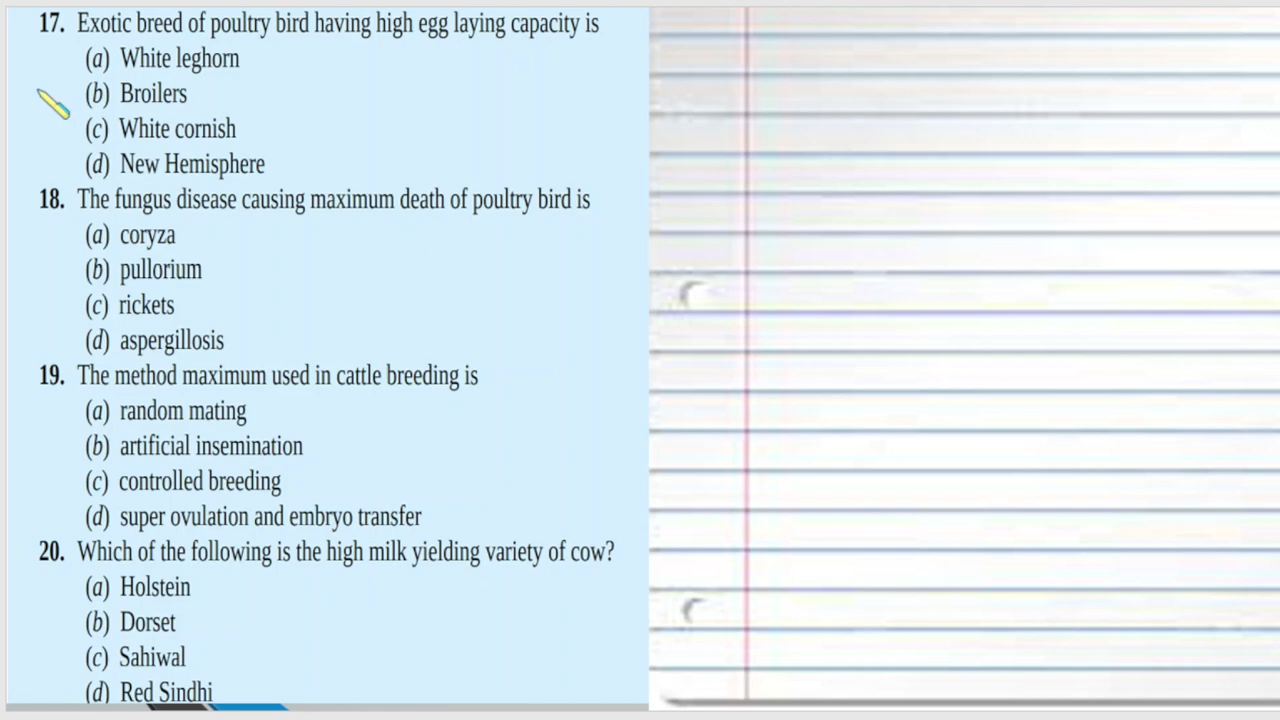 17. Exotic breed of poultry bird having high egg laying capacity is
(a) White leghorn
(b) Broilers
(c) White cornish
(d) New Hemisphere
18. The fungus disease causing maximum death of poultry bird is
(a) coryza
(b) pullorium
(c) rickets
(d) aspergillosis
19. The method maximum used in cattle breeding is
(a) random mating
(b) artificial insemination
(c) controlled breeding
(d) super ovulation and embryo transfer
20. Which of the following is the high milk yielding variety of cow?
(a) Holstein
(b) Dorset
(c) Sahiwal
(d) Red Sindhi